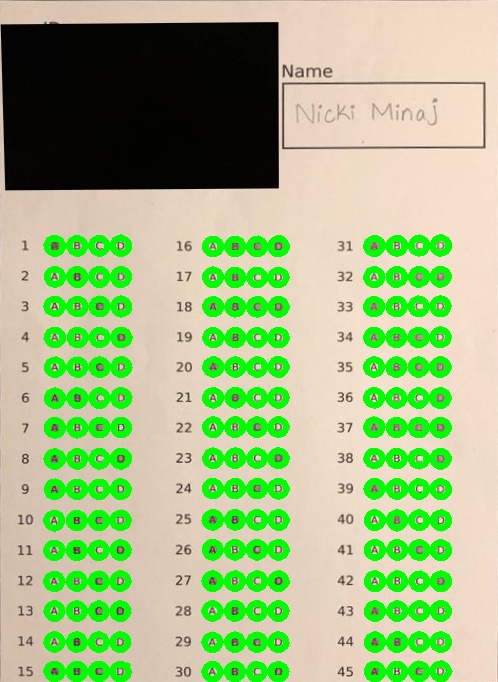 Name
Nicki Minaj
1 A B C D 16 A B C D 31 A B C D
2 A B C D 17 A B C D 32 A B C D
3 A B C D 18 A B C D 33 A B C D
4 A B C D 19 A B C D 34 A B C D
5 A B C D 20 A B C D 35 A B C D
6 A B C D 21 A B C D 36 A B C D
7 A B C D 22 A B C D 37 A B C D
8 A B C D 23 A B C D 38 A B C D
9 A B C D 24 A B C D 39 A B C D
10 A B C D 25 A B C D 40 A B C D
11 A B C D 26 A B C D 41 A B C D
12 A B C D 27 A B C D 42 A B C D
13 A B C D 28 A B C D 43 A B C D
14 A B C D 29 A B C D 44 A B C D
15 A B C D 30 A B C D 45 A B C D